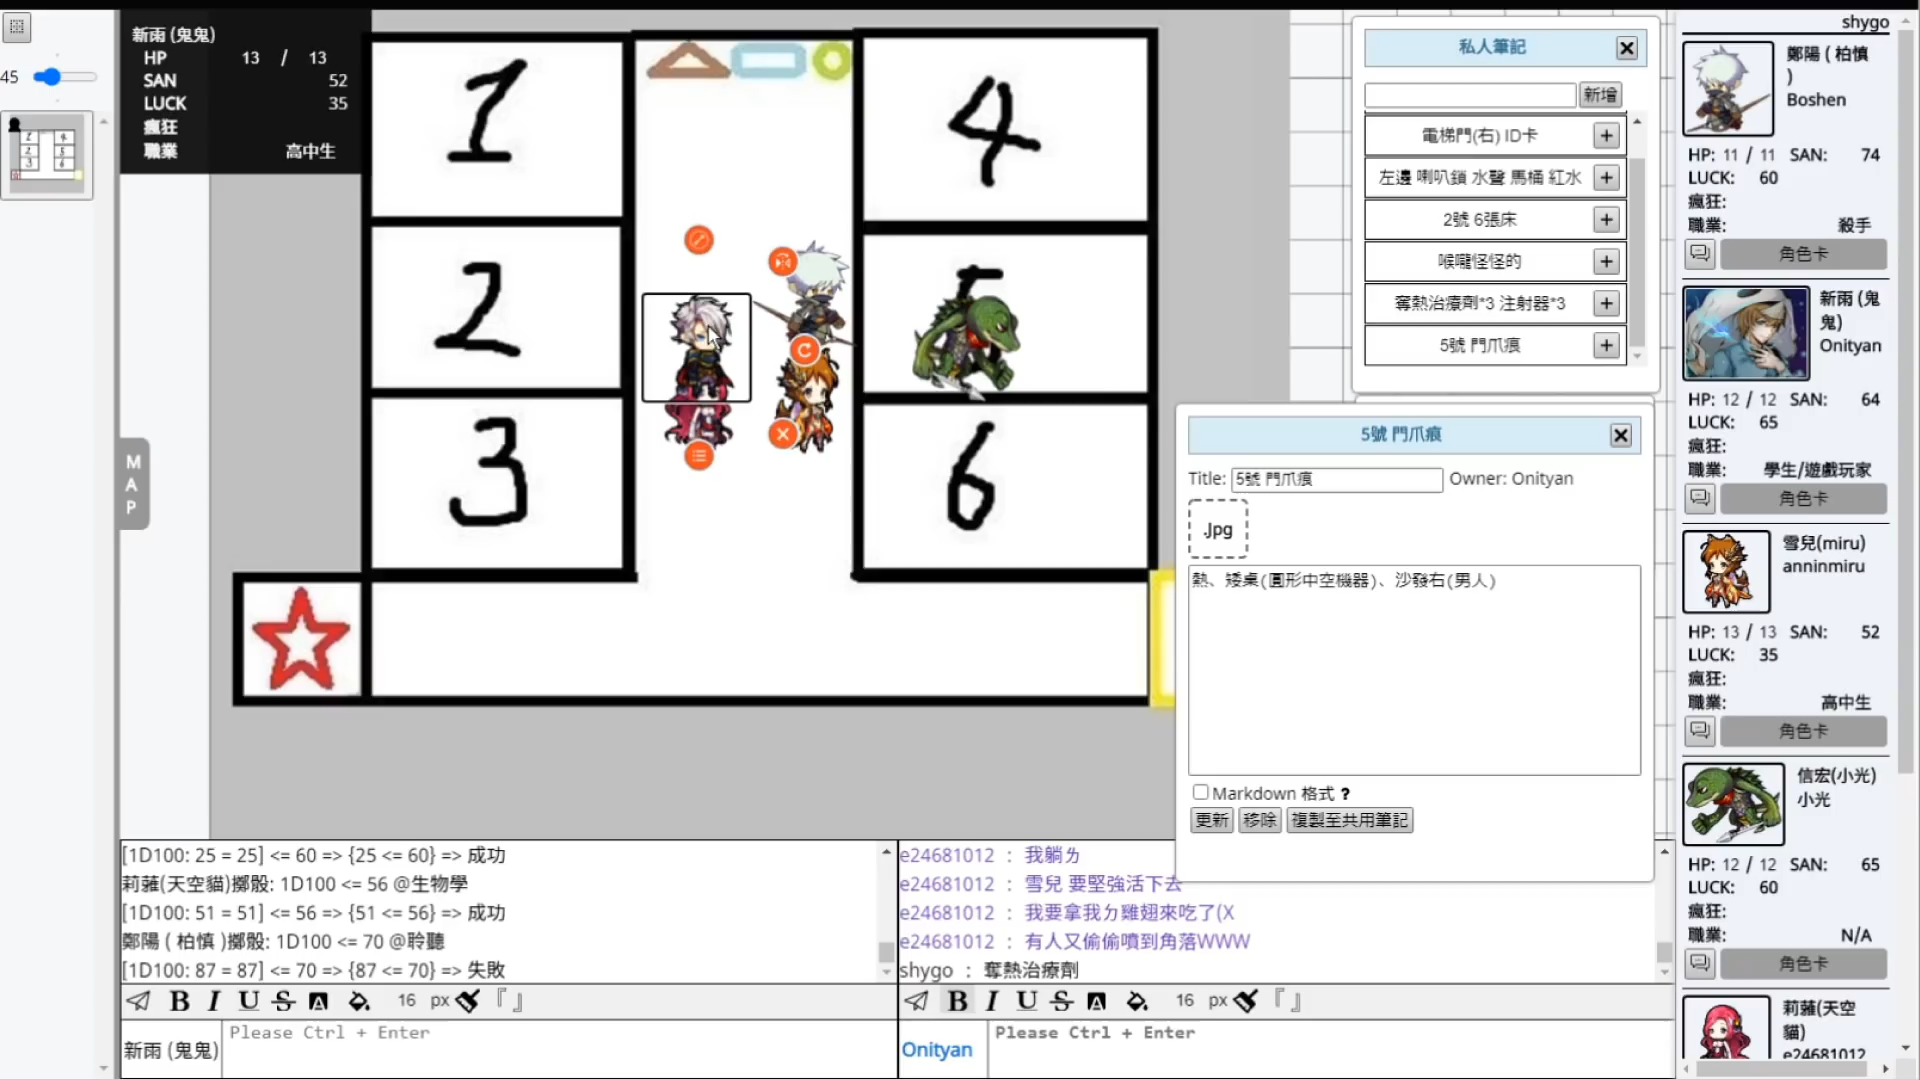 45
新雨 (鬼鬼)
HP 13 / 13
SAN 52
LUCK 35
瘋狂
職業 高中生
1
2
3
4
5
6
MAP
私人筆記
新增
電梯門(右) ID卡
左邊 喇叭鎖 水聲 馬桶 紅水
2號 6張床
喉嚨怪怪的
奪熱治療劑*3 注射器*3
5號 門爪痕
5號 門爪痕
Title: 5號 門爪痕 Owner: Onityan
.Jpg
熱、矮桌(圓形中空機器)、沙發右(男人)
Markdown 格式 ?
更新 移除 複製至共用筆記
[1D100: 25 = 25] <= 60 => {25 <= 60} => 成功
莉蕥(天空貓)擲骰: 1D100 <= 56 @生物學
[1D100: 51 = 51] <= 56 => {51 <= 56} => 成功
鄭陽 ( 柏慎 )擲骰: 1D100 <= 70 @聆聽
[1D100: 87 = 87] <= 70 => {87 <= 70} => 失敗
B I U S A 16 px 『 』
新雨 (鬼鬼) Please Ctrl + Enter
e24681012 : 我躺ㄌ
e24681012 : 雪兒 要堅強活下去
e24681012 : 我要拿我ㄉ雞翅來吃了(X
e24681012 : 有人又偷偷噴到角落WWW
shygo : 奪熱治療劑
B I U S A 16 px 『 』
Onityan Please Ctrl + Enter
shygo
鄭陽 ( 柏慎
)
Boshen
HP: 11 / 11 SAN: 74
LUCK: 60
瘋狂:
職業: 殺手
角色卡
新雨 (鬼
鬼)
Onityan
HP: 12 / 12 SAN: 64
LUCK: 65
瘋狂:
職業: 學生/遊戲玩家
角色卡
雪兒(miru)
anninmiru
HP: 13 / 13 SAN: 52
LUCK: 35
瘋狂:
職業: 高中生
角色卡
信宏(小光)
小光
HP: 12 / 12 SAN: 65
LUCK: 60
瘋狂:
職業: N/A
角色卡
莉蕥(天空
貓)
e24681012